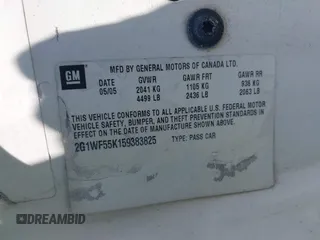 GM
MFD BY GENERAL MOTORS OF CANADA LTD.
DATE GVWR GAWR FRT GAWR RR
05/05 2041 KG 1105 KG 936 KG
4499 LB 2436 LB 2063 LB
THIS VEHICLE CONFORMS TO ALL APPLICABLE U.S. FEDERAL MOTOR
VEHICLE SAFETY, BUMPER, AND THEFT PREVENTION STANDARDS IN
EFFECT ON THE DATE OF MANUFACTURE SHOWN ABOVE.
2G1WF55K159383825 TYPE: PASS CAR
DREAMBID